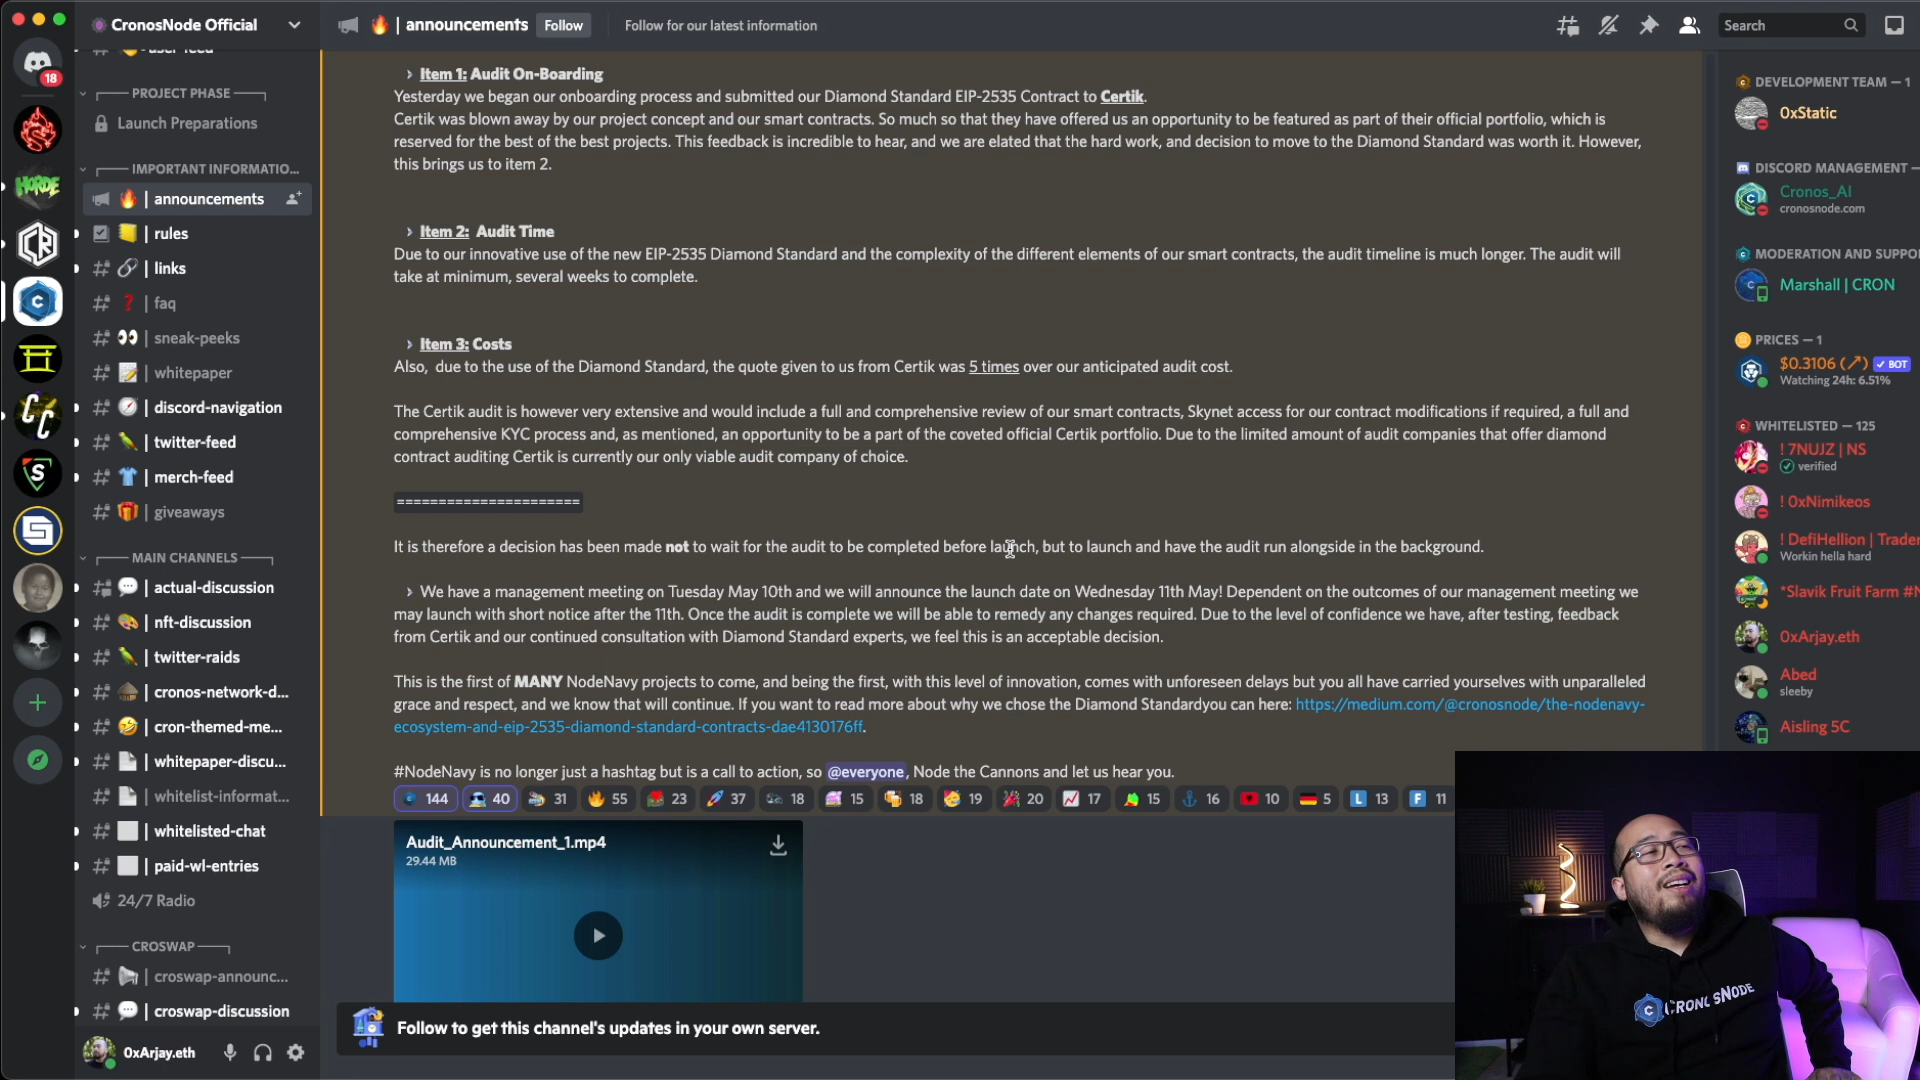 CronosNode Official
18
user-feed
PROJECT PHASE
Launch Preparations
IMPORTANT INFORMATIO...
🔥 | announcements
| rules
| links
❓ | faq
👀 | sneak-peeks
| whitepaper
| discord-navigation
| twitter-feed
| merch-feed
| giveaways
MAIN CHANNELS
| actual-discussion
| nft-discussion
| twitter-raids
| cronos-network-d...
| cron-themed-me...
| whitepaper-discu...
| whitelist-informat...
| whitelisted-chat
| paid-wl-entries
24/7 Radio
CROSWAP
| croswap-announc...
| croswap-discussion
0xArjay.eth
HORDE
CR
CC
🔥 | announcements
Follow
Follow for our latest information
Search
› Item 1: Audit On-Boarding
Yesterday we began our onboarding process and submitted our Diamond Standard EIP-2535 Contract to Certik.
Certik was blown away by our project concept and our smart contracts. So much so that they have offered us an opportunity to be featured as part of their official portfolio, which is
reserved for the best of the best projects. This feedback is incredible to hear, and we are elated that the hard work, and decision to move to the Diamond Standard was worth it. However,
this brings us to item 2.
› Item 2: Audit Time
Due to our innovative use of the new EIP-2535 Diamond Standard and the complexity of the different elements of our smart contracts, the audit timeline is much longer. The audit will
take at minimum, several weeks to complete.
› Item 3: Costs
Also, due to the use of the Diamond Standard, the quote given to us from Certik was 5 times over our anticipated audit cost.
The Certik audit is however very extensive and would include a full and comprehensive review of our smart contracts, Skynet access for our contract modifications if required, a full and
comprehensive KYC process and, as mentioned, an opportunity to be a part of the coveted official Certik portfolio. Due to the limited amount of audit companies that offer diamond
contract auditing Certik is currently our only viable audit company of choice.
======================
It is therefore a decision has been made not to wait for the audit to be completed before launch, but to launch and have the audit run alongside in the background.
› We have a management meeting on Tuesday May 10th and we will announce the launch date on Wednesday 11th May! Dependent on the outcomes of our management meeting we
may launch with short notice after the 11th. Once the audit is complete we will be able to remedy any changes required. Due to the level of confidence we have, after testing, feedback
from Certik and our continued consultation with Diamond Standard experts, we feel this is an acceptable decision.
This is the first of MANY NodeNavy projects to come, and being the first, with this level of innovation, comes with unforeseen delays but you all have carried yourselves with unparalleled
grace and respect, and we know that will continue. If you want to read more about why we chose the Diamond Standardyou can here: https://medium.com/@cronosnode/the-nodenavy-
ecosystem-and-eip-2535-diamond-standard-contracts-dae4130176ff.
#NodeNavy is no longer just a hashtag but is a call to action, so @everyone, Node the Cannons and let us hear you.
144 40 31 55 23 37 18 15 18 19 20 17 15 16 10 5 L 13 F 11
Audit_Announcement_1.mp4
29.44 MB
Follow to get this channel's updates in your own server.
DEVELOPMENT TEAM — 1
0xStatic
DISCORD MANAGEMENT —
Cronos_AI
cronosnode.com
MODERATION AND SUPPO
Marshall | CRON
PRICES — 1
$0.3106 (↗) ✓ BOT
Watching 24h: 6.51%
WHITELISTED — 125
! 7NUJZ | NS
verified
! 0xNimikeos
! DefiHellion | Trader
Workin hella hard
*Slavik Fruit Farm #N
0xArjay.eth
Abed
sleeby
Aisling 5C
CRONOSNODE